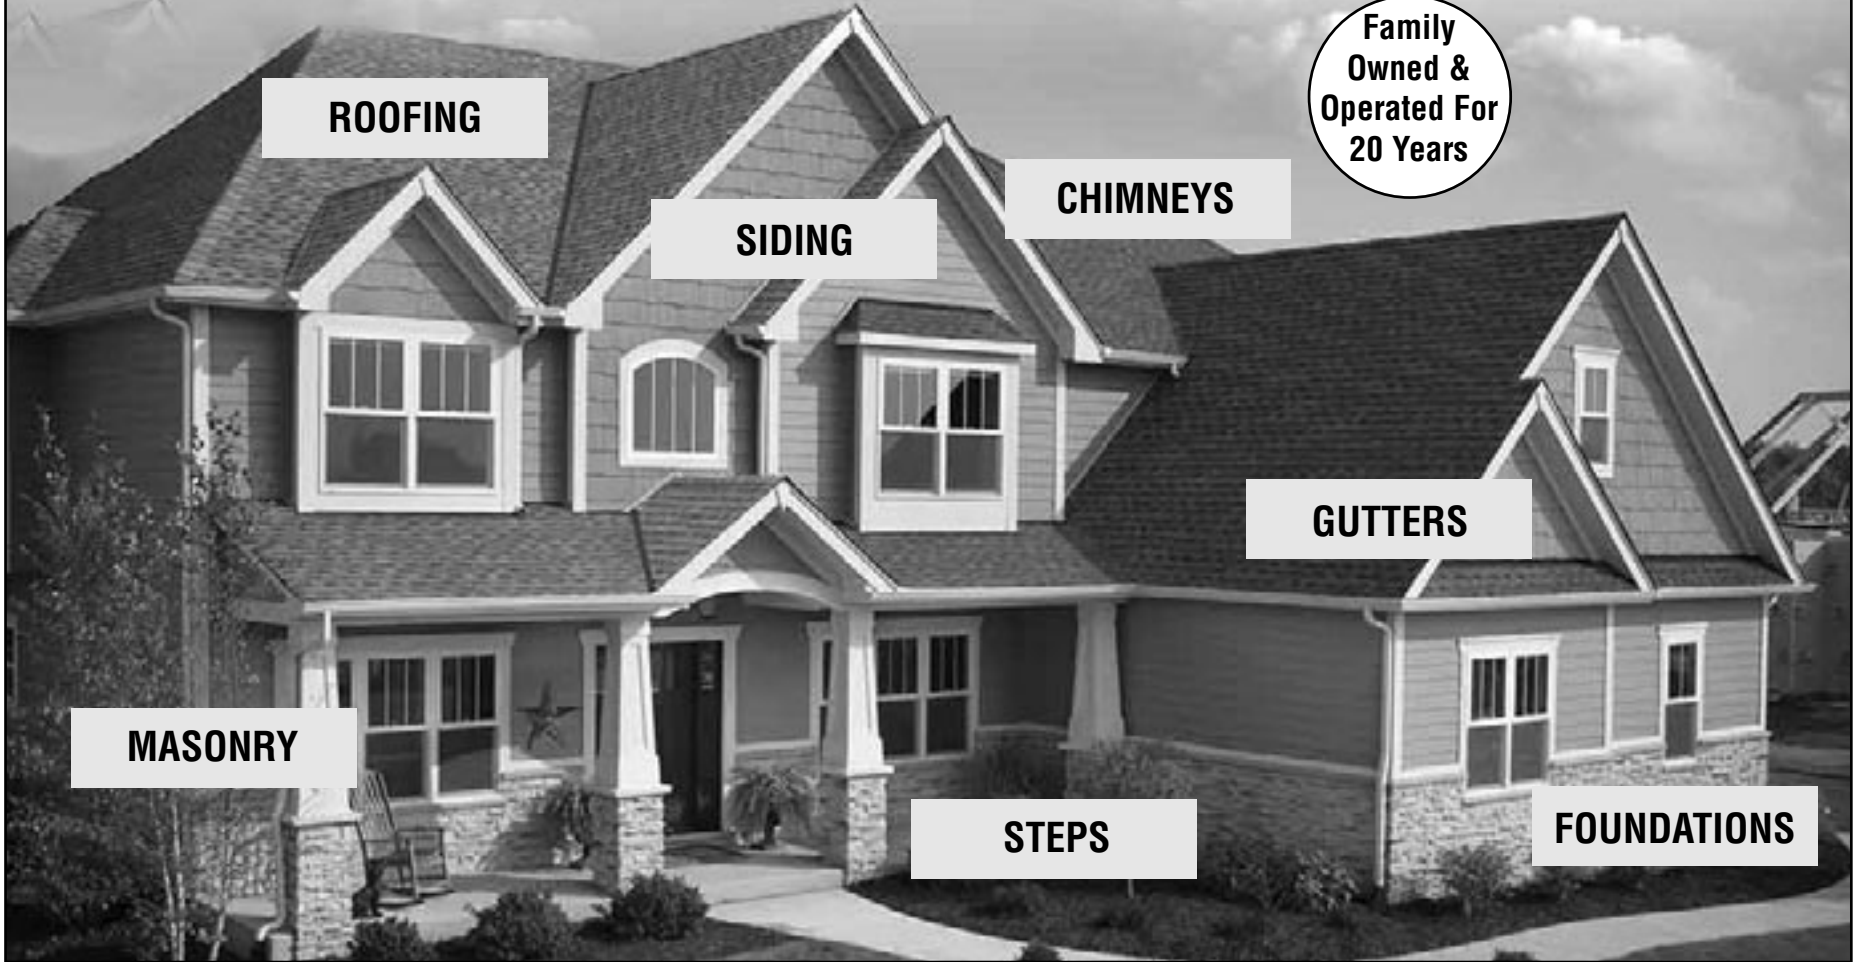 Family
Owned &
Operated For
20 Years
ROOFING
CHIMNEYS
SIDING
GUTTERS
MASONRY
STEPS
FOUNDATIONS